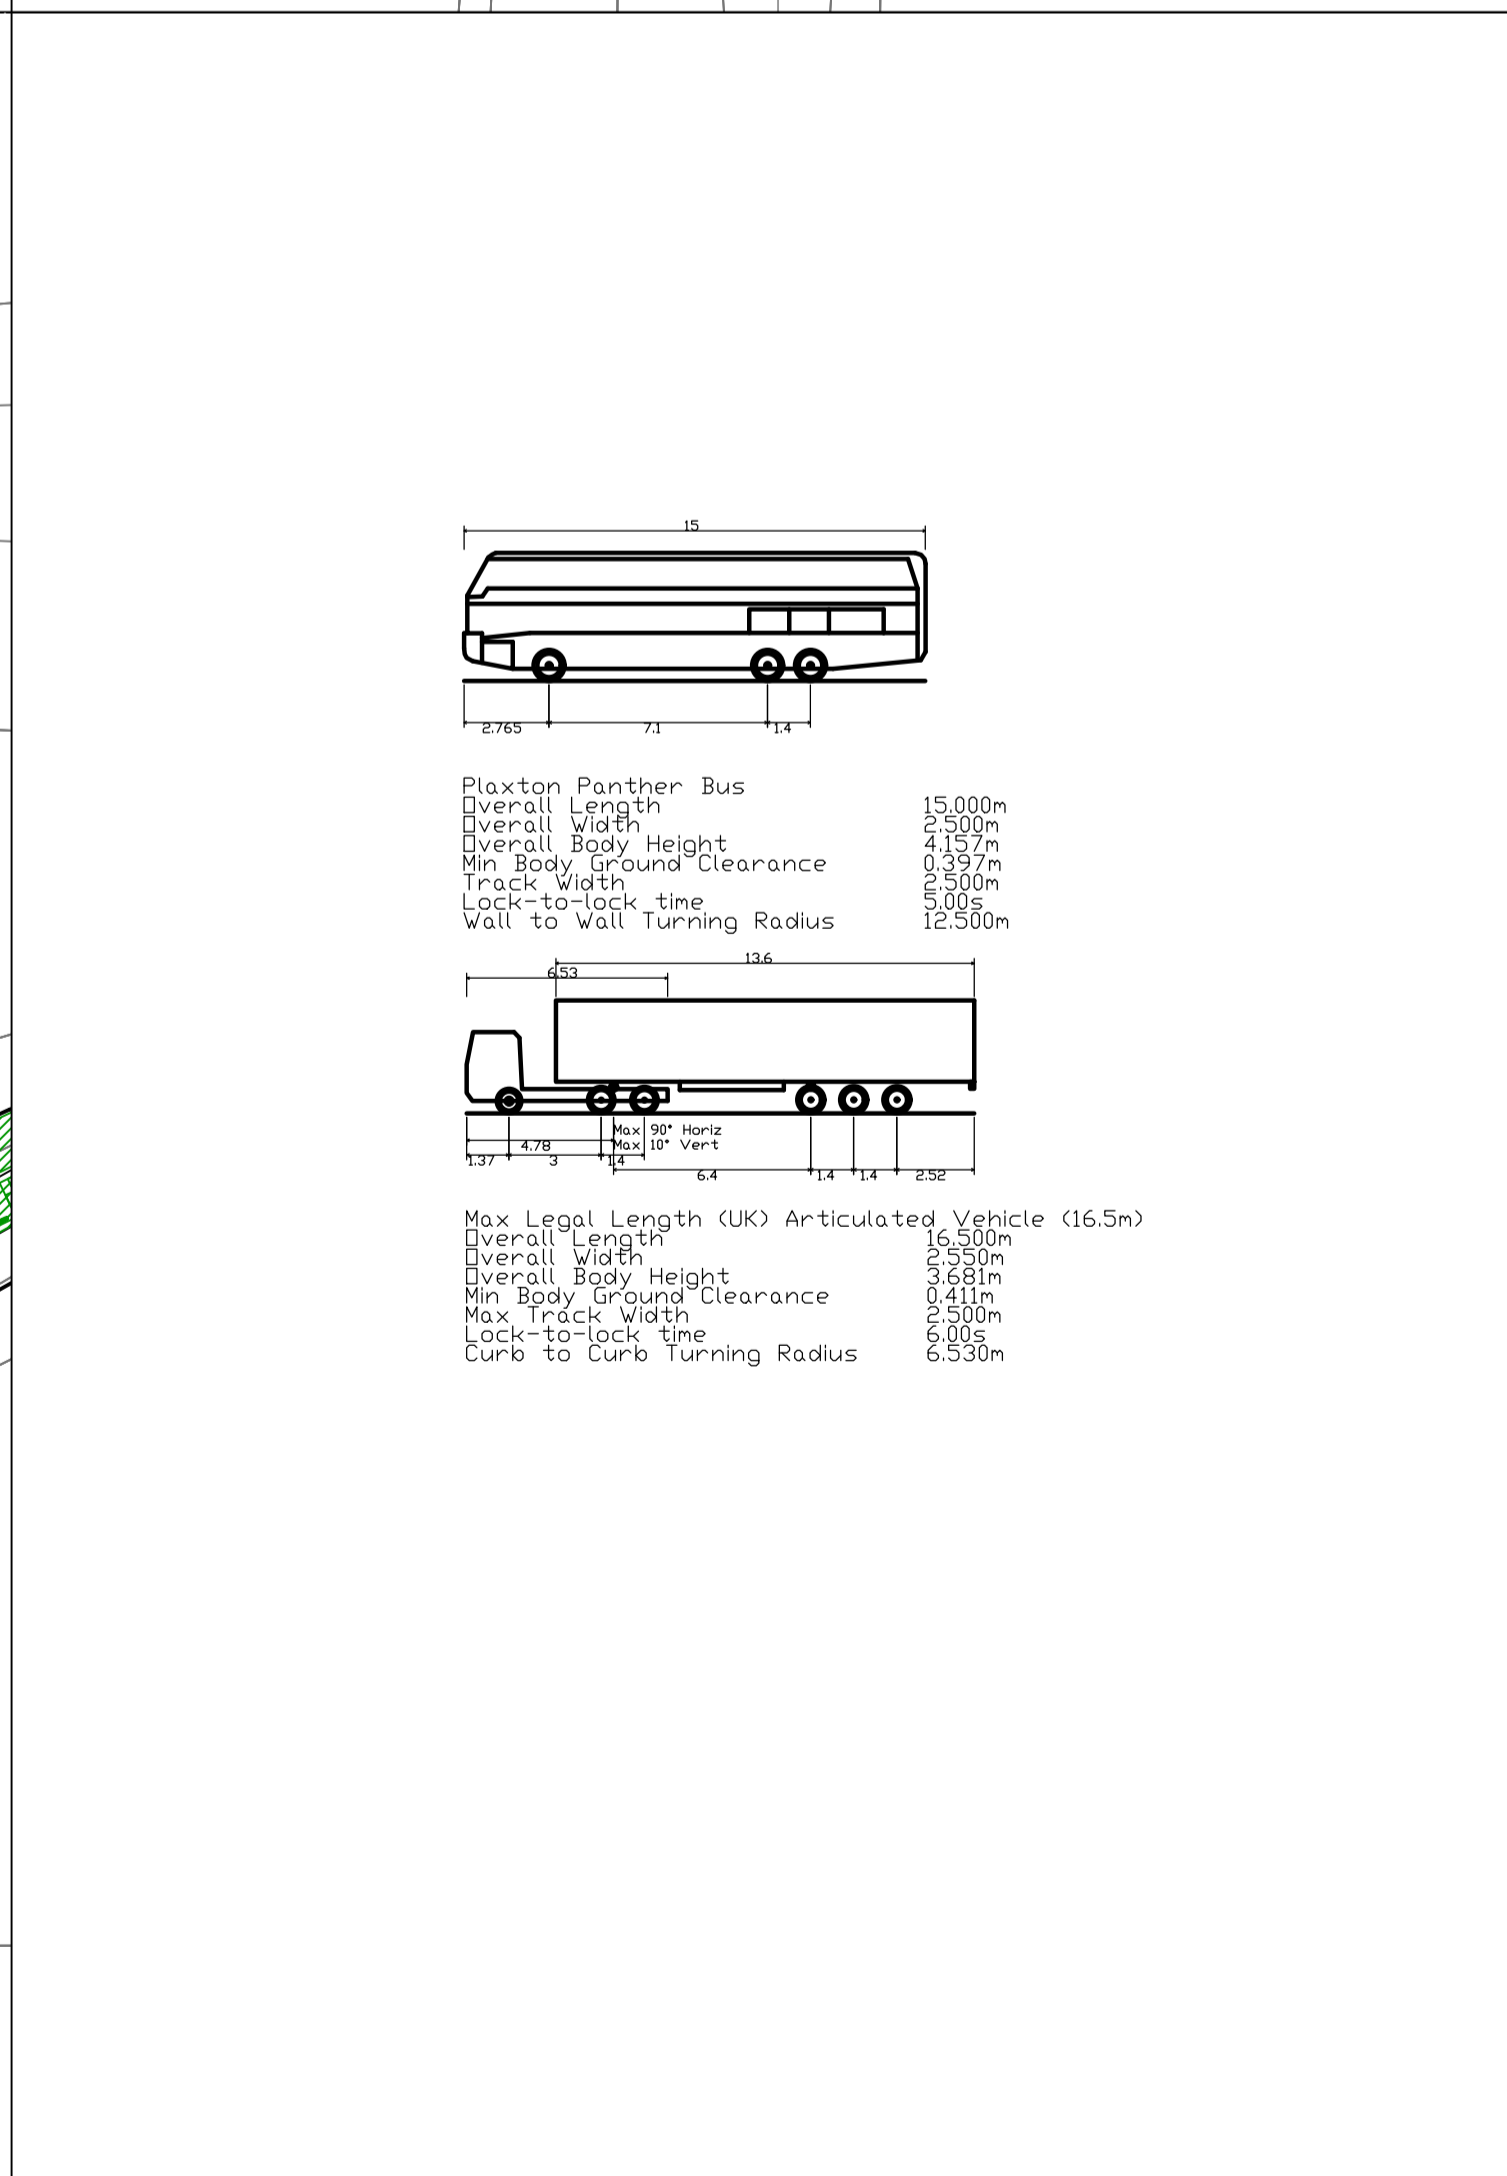 15
2.765 7.1 1.4
Plaxton Panther Bus
Overall Length 15.000m
Overall Width 2.500m
Overall Body Height 4.157m
Min Body Ground Clearance 0.397m
Track Width 2.500m
Lock-to-lock time 5.00s
Wall to Wall Turning Radius 12.500m
13.6
6.53
Max 90° Horiz
4.78 Max 10° Vert
1.37 3 1.4
6.4 1.4 1.4 2.52
Max Legal Length (UK) Articulated Vehicle (16.5m)
Overall Length 16.500m
Overall Width 2.550m
Overall Body Height 3.681m
Min Body Ground Clearance 0.411m
Max Track Width 2.500m
Lock-to-lock time 6.00s
Curb to Curb Turning Radius 6.530m